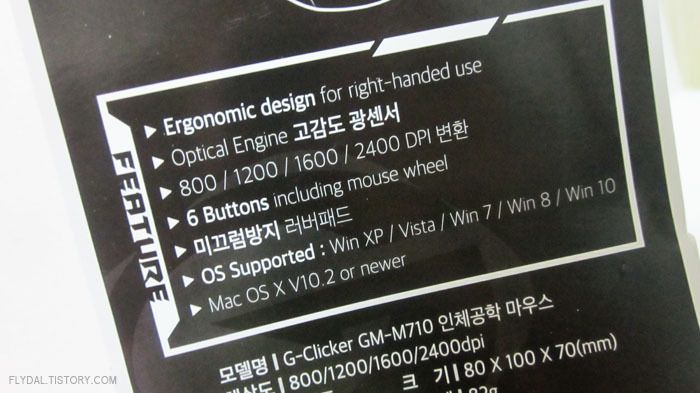 FEATURE
▶ Ergonomic design for right-handed use
▶ Optical Engine 고감도 광센서
▶ 800 / 1200 / 1600 / 2400 DPI 변환
▶ 6 Buttons including mouse wheel
▶ 미끄럼방지 러버패드
▶ OS Supported : Win XP / Vista / Win 7 / Win 8 / Win 10
▶ Mac OS X V10.2 or newer
모델명 | G-Clicker GM-M710 인체공학 마우스
800/1200/1600/2400dpi
크 기 | 80 X 100 X 70(mm)
FLYDAL.TISTORY.COM